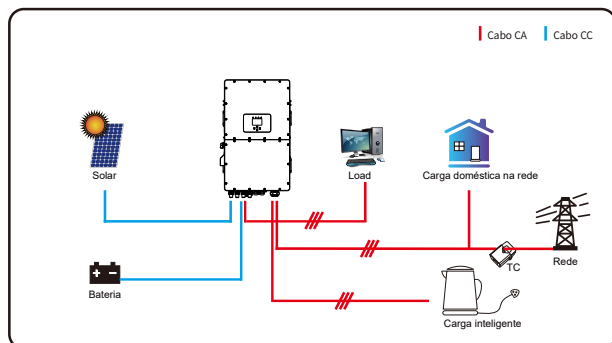 Cabo CA
Cabo CC
Solar
Load
Carga doméstica na rede
TC
Rede
Bateria
Carga inteligente